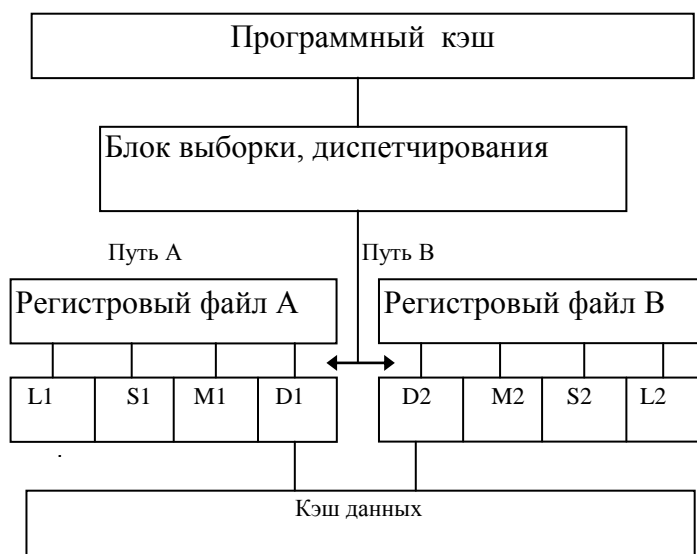 Программный кэш
Блок выборки, диспетчирования
Путь А Путь В
Регистровый файл А Регистровый файл В
L1 S1 M1 D1 D2 M2 S2 L2
.
Кэш данных